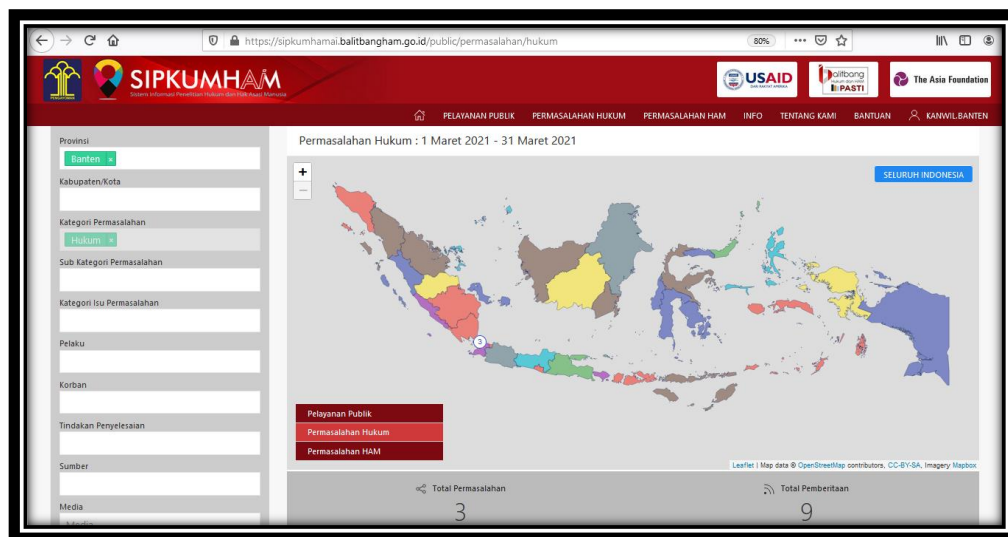 https://sipkumhamai.balitbangham.go.id/public/permasalahan/hukum
80%
SIPKUMHAM
Sistem Informasi Penelitian Hukum dan Hak Asasi Manusia
USAID
DARI RAKYAT AMERIKA
Balitbang
Hukum dan HAM
PASTI
The Asia Foundation
PELAYANAN PUBLIK PERMASALAHAN HUKUM PERMASALAHAN HAM INFO TENTANG KAMI BANTUAN KANWIL.BANTEN
Provinsi
Banten ×
Kabupaten/Kota
Kategori Permasalahan
Hukum ×
Sub Kategori Permasalahan
Kategori Isu Permasalahan
Pelaku
Korban
Tindakan Penyelesaian
Sumber
Media
Media
Permasalahan Hukum : 1 Maret 2021 - 31 Maret 2021
+
−
SELURUH INDONESIA
3
Pelayanan Publik
Permasalahan Hukum
Permasalahan HAM
Leaflet | Map data © OpenStreetMap contributors, CC-BY-SA, Imagery Mapbox
Total Permasalahan
3
Total Pemberitaan
9